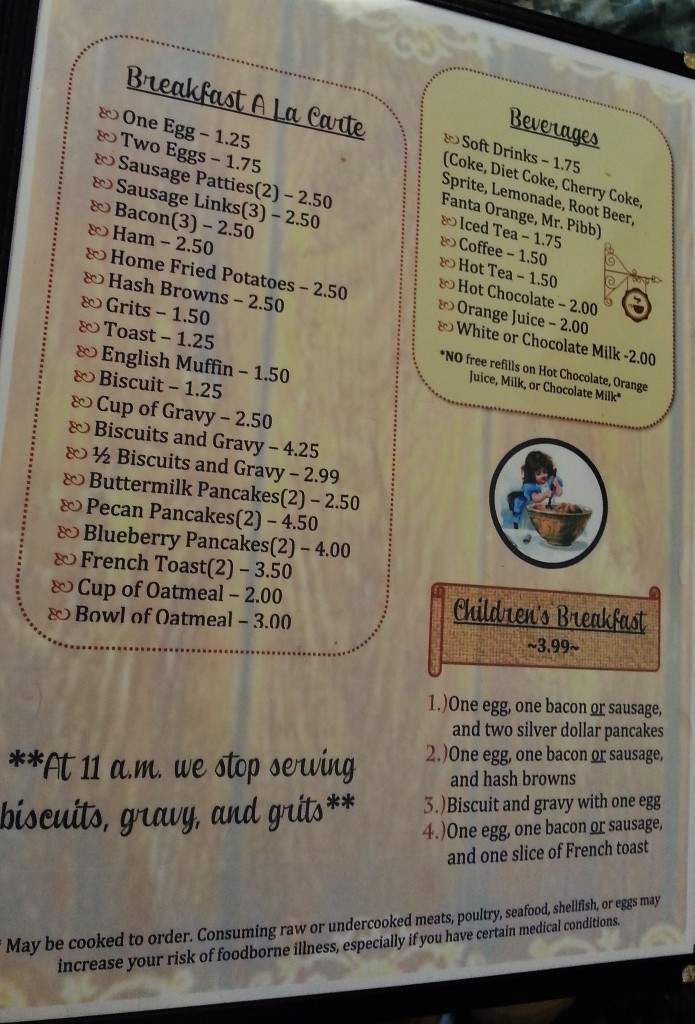 Breakfast A La Carte
One Egg – 1.25
Two Eggs – 1.75
Sausage Patties(2) – 2.50
Sausage Links(3) – 2.50
Bacon(3) – 2.50
Ham – 2.50
Home Fried Potatoes – 2.50
Hash Browns – 2.50
Grits – 1.50
Toast – 1.25
English Muffin – 1.50
Biscuit – 1.25
Cup of Gravy – 2.50
Biscuits and Gravy – 4.25
½ Biscuits and Gravy – 2.99
Buttermilk Pancakes(2) – 2.50
Pecan Pancakes(2) – 4.50
Blueberry Pancakes(2) – 4.00
French Toast(2) – 3.50
Cup of Oatmeal – 2.00
Bowl of Oatmeal – 3.00
**At 11 a.m. we stop serving
biscuits, gravy, and grits**
Beverages
Soft Drinks – 1.75
(Coke, Diet Coke, Cherry Coke,
Sprite, Lemonade, Root Beer,
Fanta Orange, Mr. Pibb)
Iced Tea – 1.75
Coffee – 1.50
Hot Tea – 1.50
Hot Chocolate – 2.00
Orange Juice – 2.00
White or Chocolate Milk -2.00
*NO free refills on Hot Chocolate, Orange
Juice, Milk, or Chocolate Milk*
Children's Breakfast
~3.99~
1.)One egg, one bacon or sausage,
and two silver dollar pancakes
2.)One egg, one bacon or sausage,
and hash browns
3.)Biscuit and gravy with one egg
4.)One egg, one bacon or sausage,
and one slice of French toast
* May be cooked to order. Consuming raw or undercooked meats, poultry, seafood, shellfish, or eggs may
increase your risk of foodborne illness, especially if you have certain medical conditions.